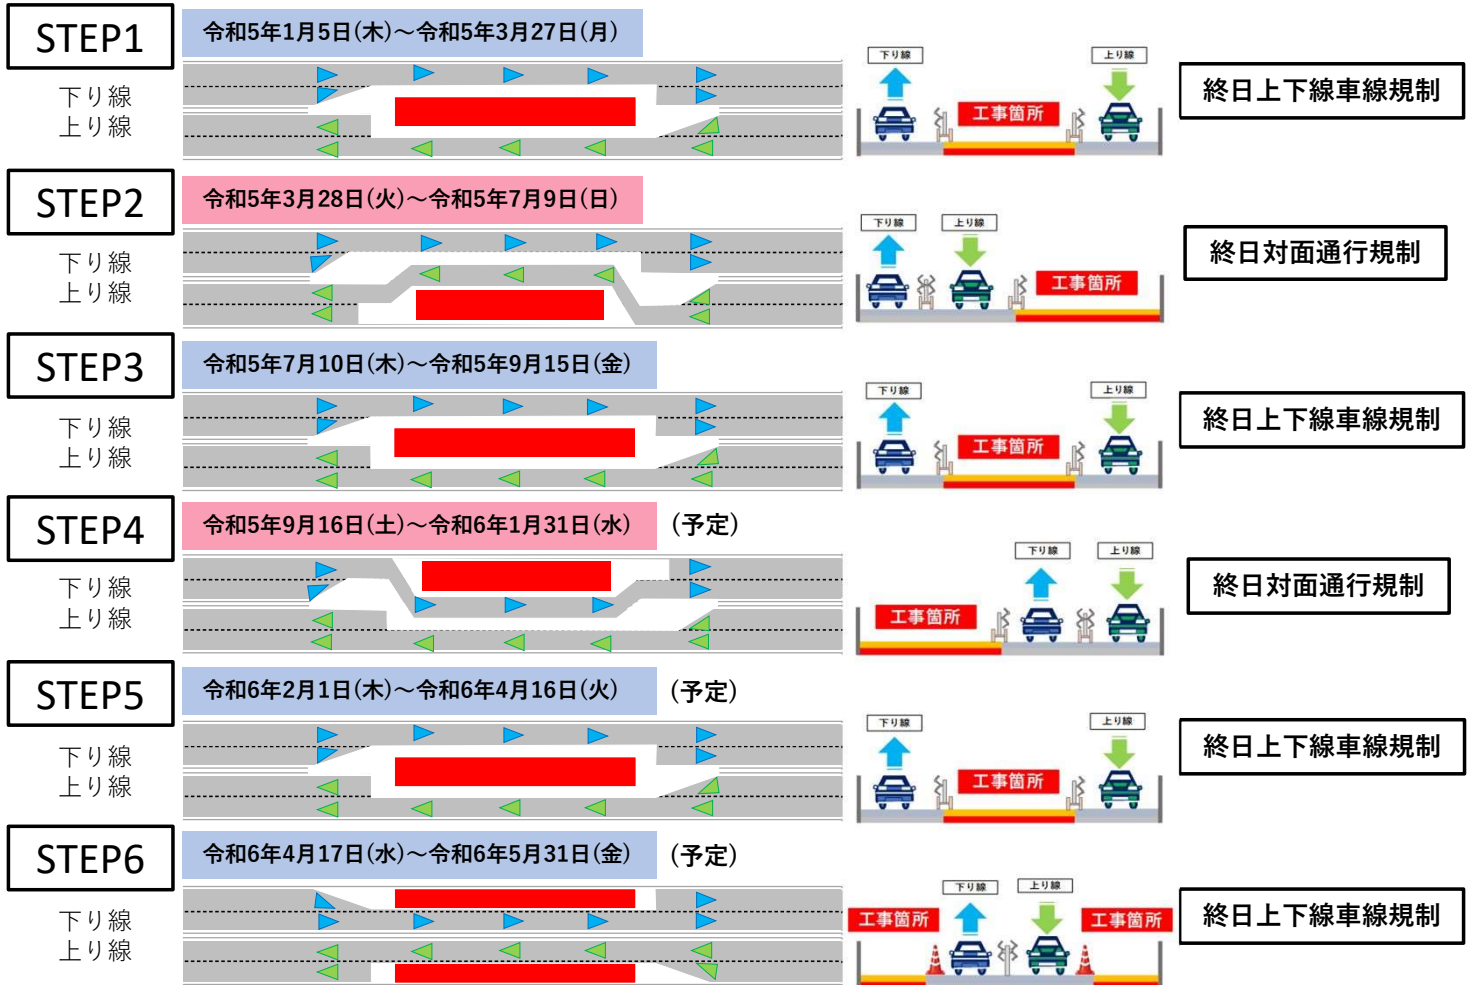 STEP1
令和5年1月5日(木)～令和5年3月27日(月)
下り線
上り線
下り線
上り線
工事箇所
終日上下線車線規制
STEP2
令和5年3月28日(火)～令和5年7月9日(日)
下り線
上り線
下り線
上り線
工事箇所
終日対面通行規制
STEP3
令和5年7月10日(木)～令和5年9月15日(金)
下り線
上り線
下り線
上り線
工事箇所
終日上下線車線規制
STEP4
令和5年9月16日(土)～令和6年1月31日(水)
(予定)
下り線
上り線
下り線
上り線
工事箇所
終日対面通行規制
STEP5
令和6年2月1日(木)～令和6年4月16日(火)
(予定)
下り線
上り線
下り線
上り線
工事箇所
終日上下線車線規制
STEP6
令和6年4月17日(水)～令和6年5月31日(金)
(予定)
下り線
上り線
下り線
上り線
工事箇所
工事箇所
終日上下線車線規制